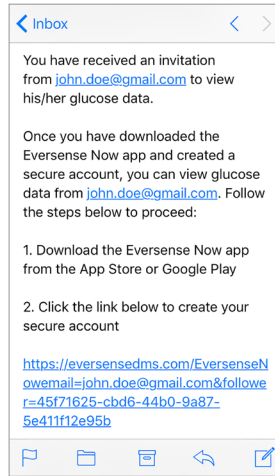 Inbox
You have received an invitation
from john.doe@gmail.com to view
his/her glucose data.
Once you have downloaded the
Eversense Now app and created a
secure account, you can view glucose
data from john.doe@gmail.com. Follow
the steps below to proceed:
1. Download the Eversense Now app
from the App Store or Google Play
2. Click the link below to create your
secure account
https://eversensedms.com/EversenseN
owemail=john.doe@gmail.com&followe
r=45f71625-cbd6-44b0-9a87-
5e411f12e95b